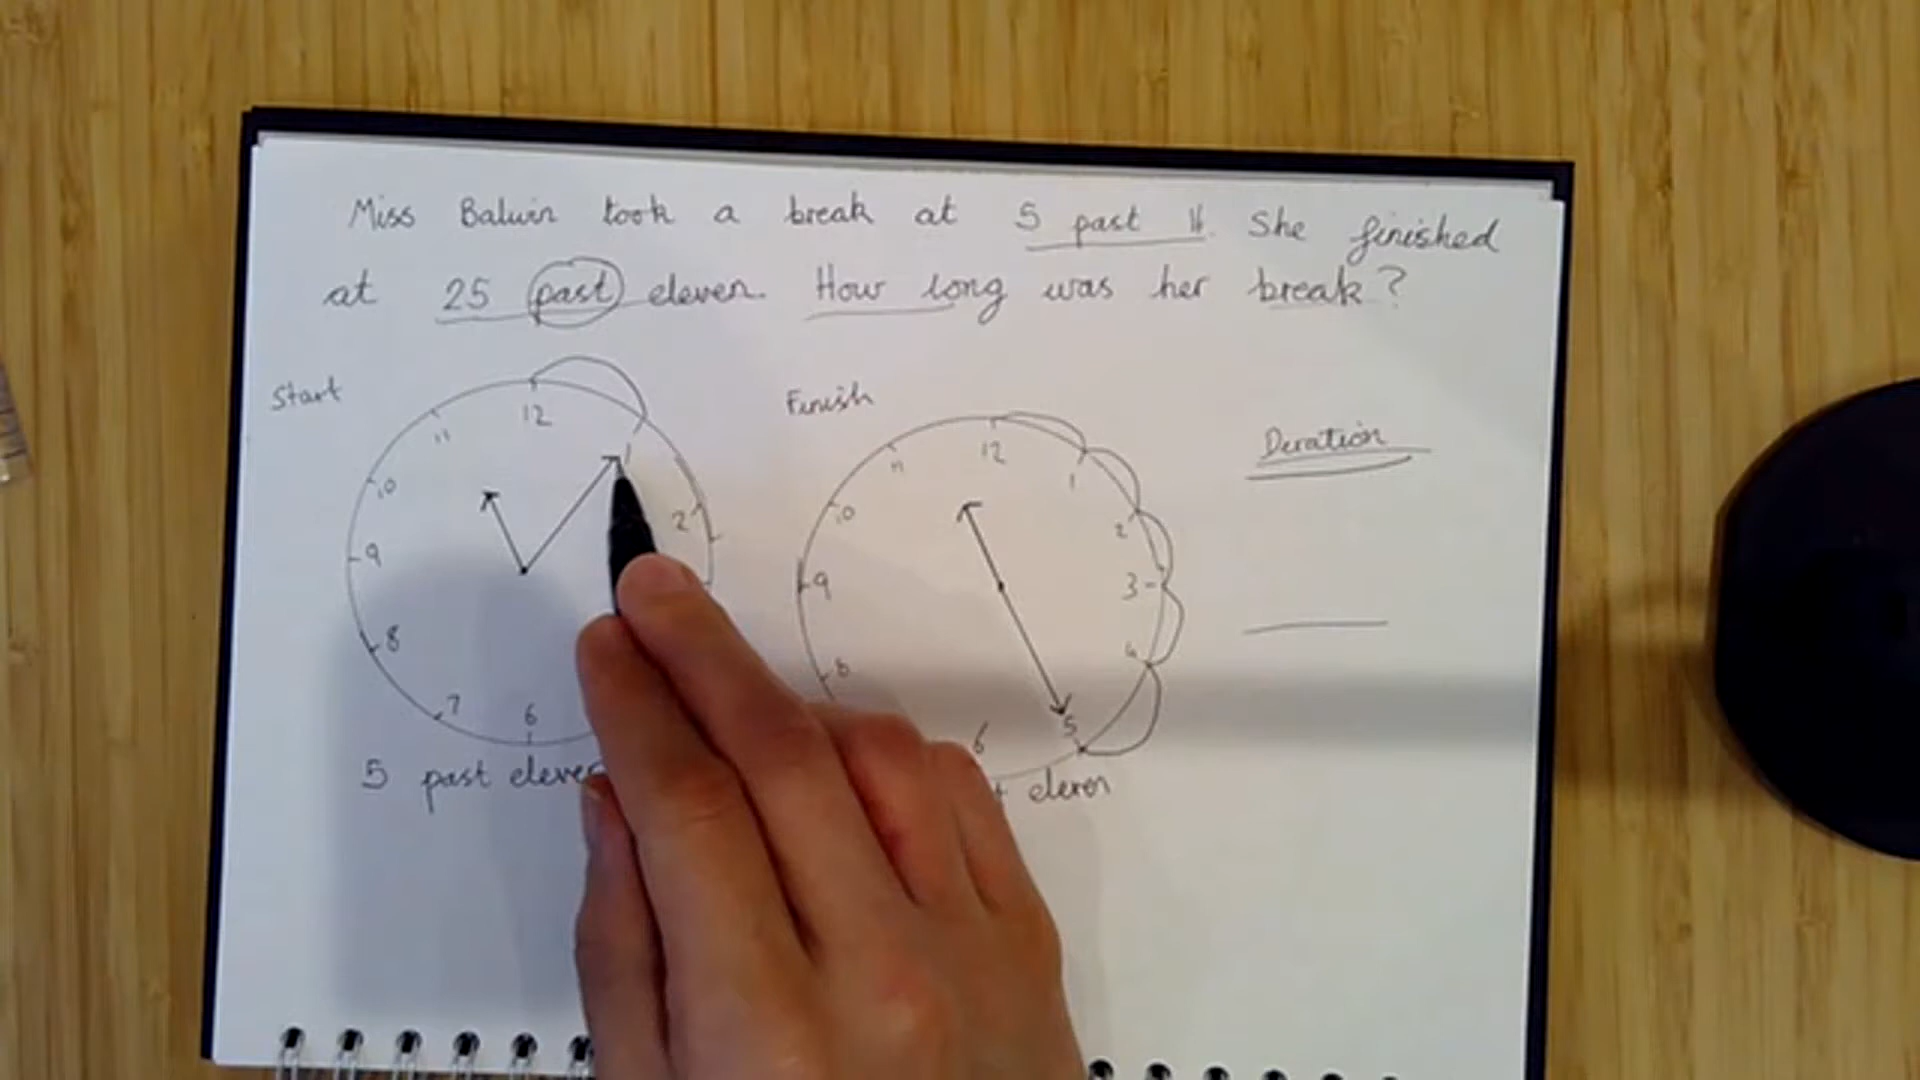 Miss Balwin took a break at 5 past 11. She finished
at 25 past eleven. How long was her break?
Start
Finish
Deration
12
11
1
10
2
9
8
7
6
12
11
1
10
2
9
3
8
4
5
6
5 past eleven
eleven